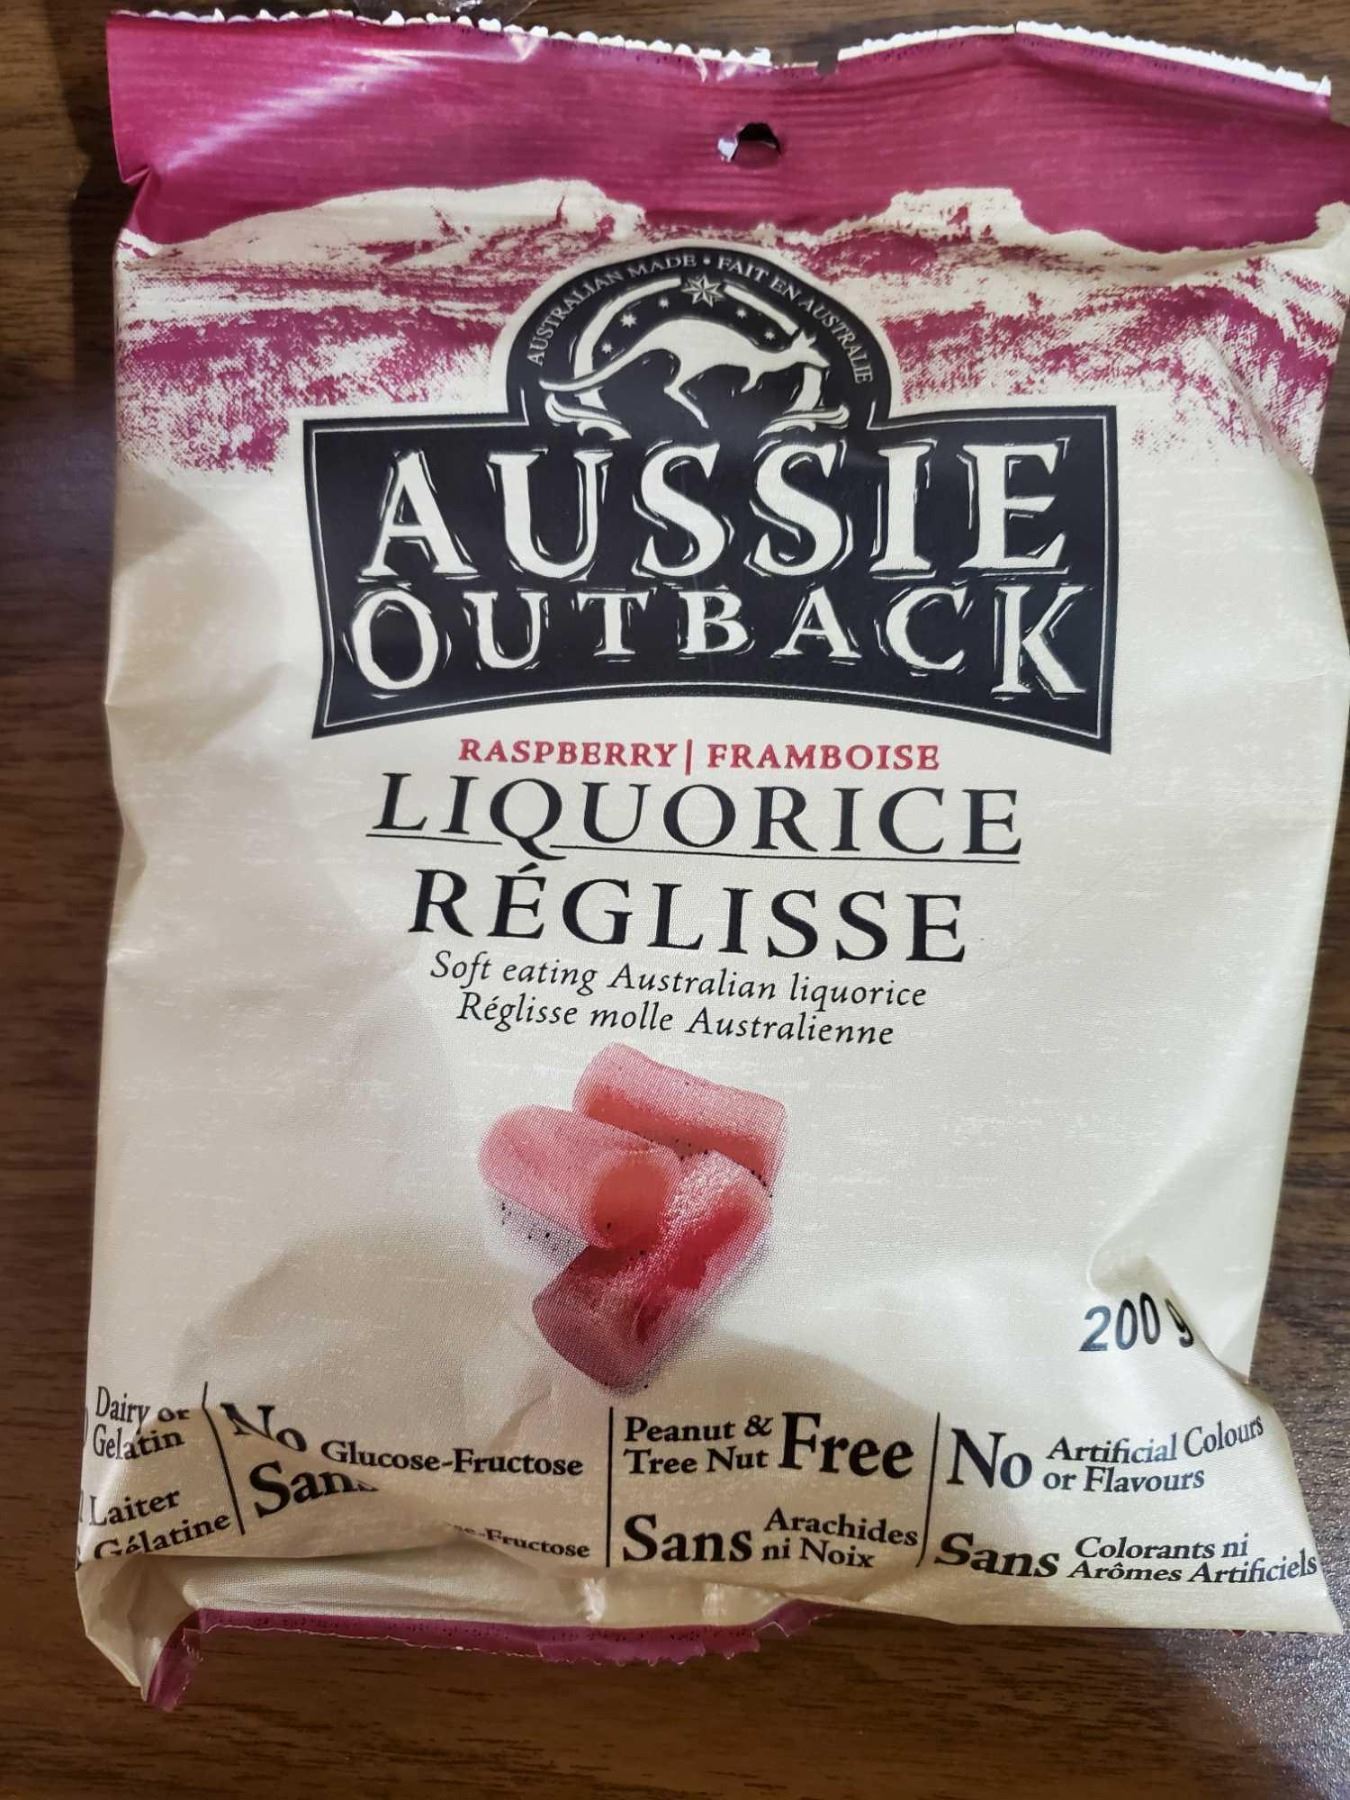 AUSTRALIAN MADE • FAIT EN AUSTRALIE
AUSSIE
OUTBACK
RASPBERRY | FRAMBOISE
LIQUORICE
RÉGLISSE
Soft eating Australian liquorice
Réglisse molle Australienne
200 g
Dairy or
Gelatin
Laiter
Gélatine
No Glucose-Fructose
Sans
-Fructose
Peanut &
Tree Nut Free
Sans Arachides
ni Noix
No Artificial Colours
or Flavours
Sans Colorants ni
Arômes Artificiels